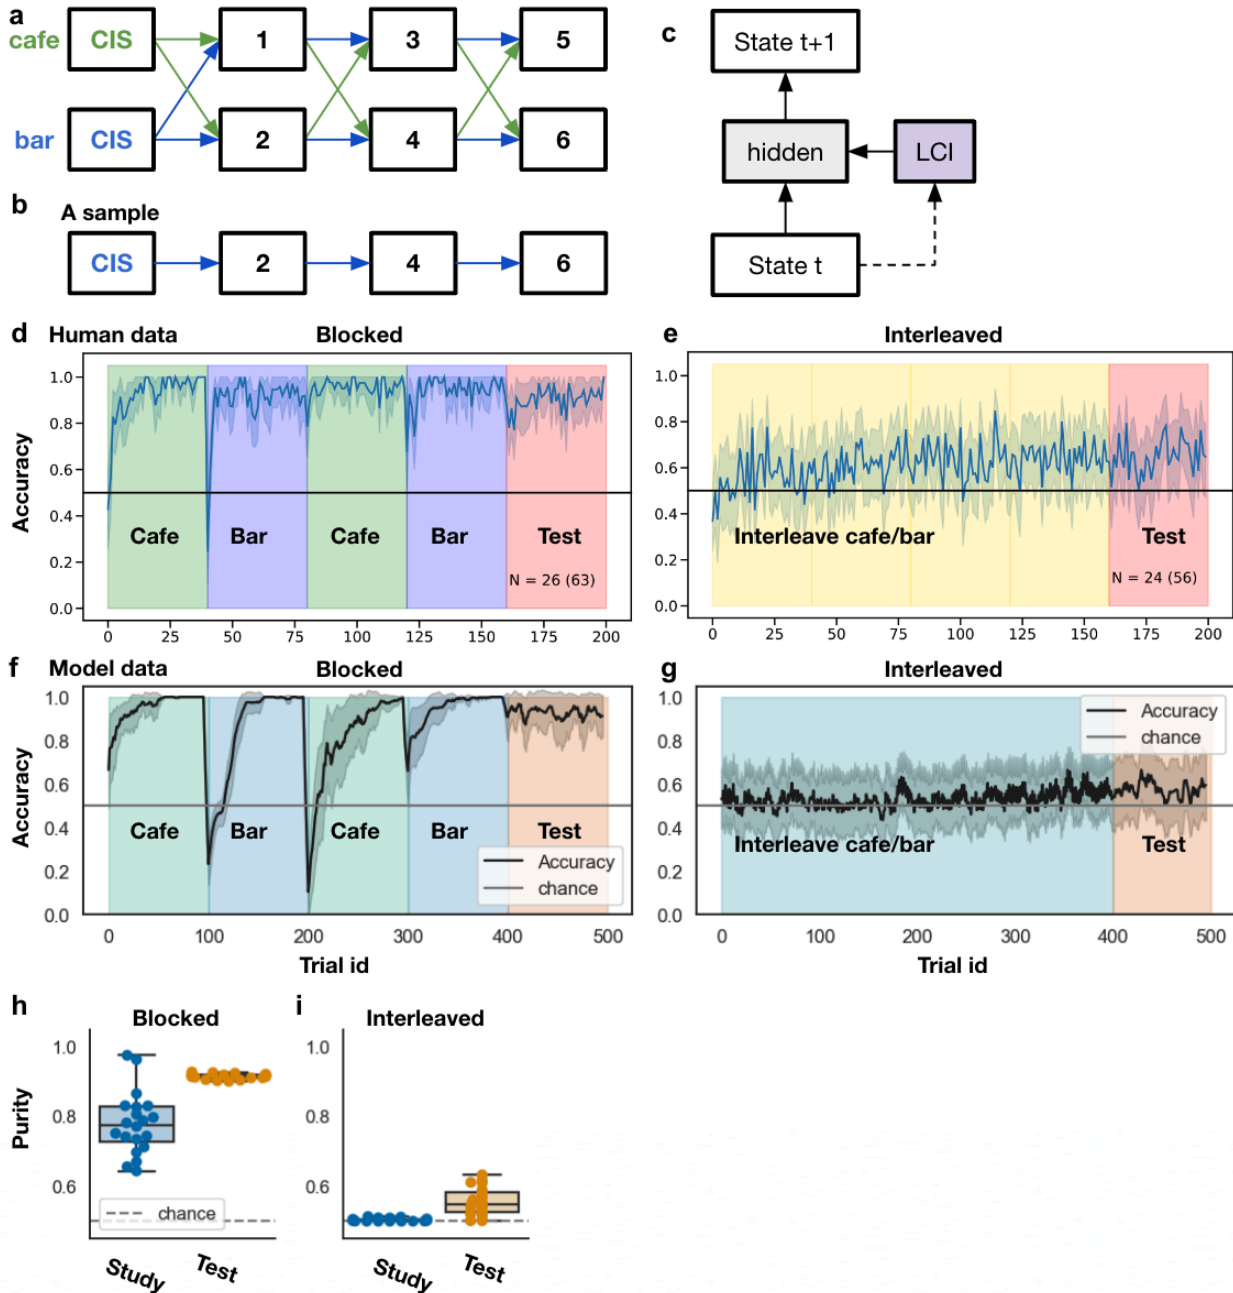 a
cafe CIS 1 3 5
bar CIS 2 4 6
b A sample
CIS 2 4 6
c
State t+1
hidden LCI
State t
d Human data Blocked
Accuracy
1.0
0.8
0.6
0.4
0.2
0.0
Cafe Bar Cafe Bar Test
N = 26 (63)
0 25 50 75 100 125 150 175 200
e Interleaved
1.0
0.8
0.6
0.4
0.2
0.0
Interleave cafe/bar Test
N = 24 (56)
0 25 50 75 100 125 150 175 200
f Model data Blocked
Accuracy
1.0
0.8
0.6
0.4
0.2
0.0
Cafe Bar Cafe Bar Test
Accuracy
chance
0 100 200 300 400 500
Trial id
g Interleaved
1.0
0.8
0.6
0.4
0.2
0.0
Accuracy
chance
Interleave cafe/bar Test
0 100 200 300 400 500
Trial id
h Blocked
Purity
1.0
0.8
0.6
chance
Study Test
i Interleaved
1.0
0.8
0.6
Study Test